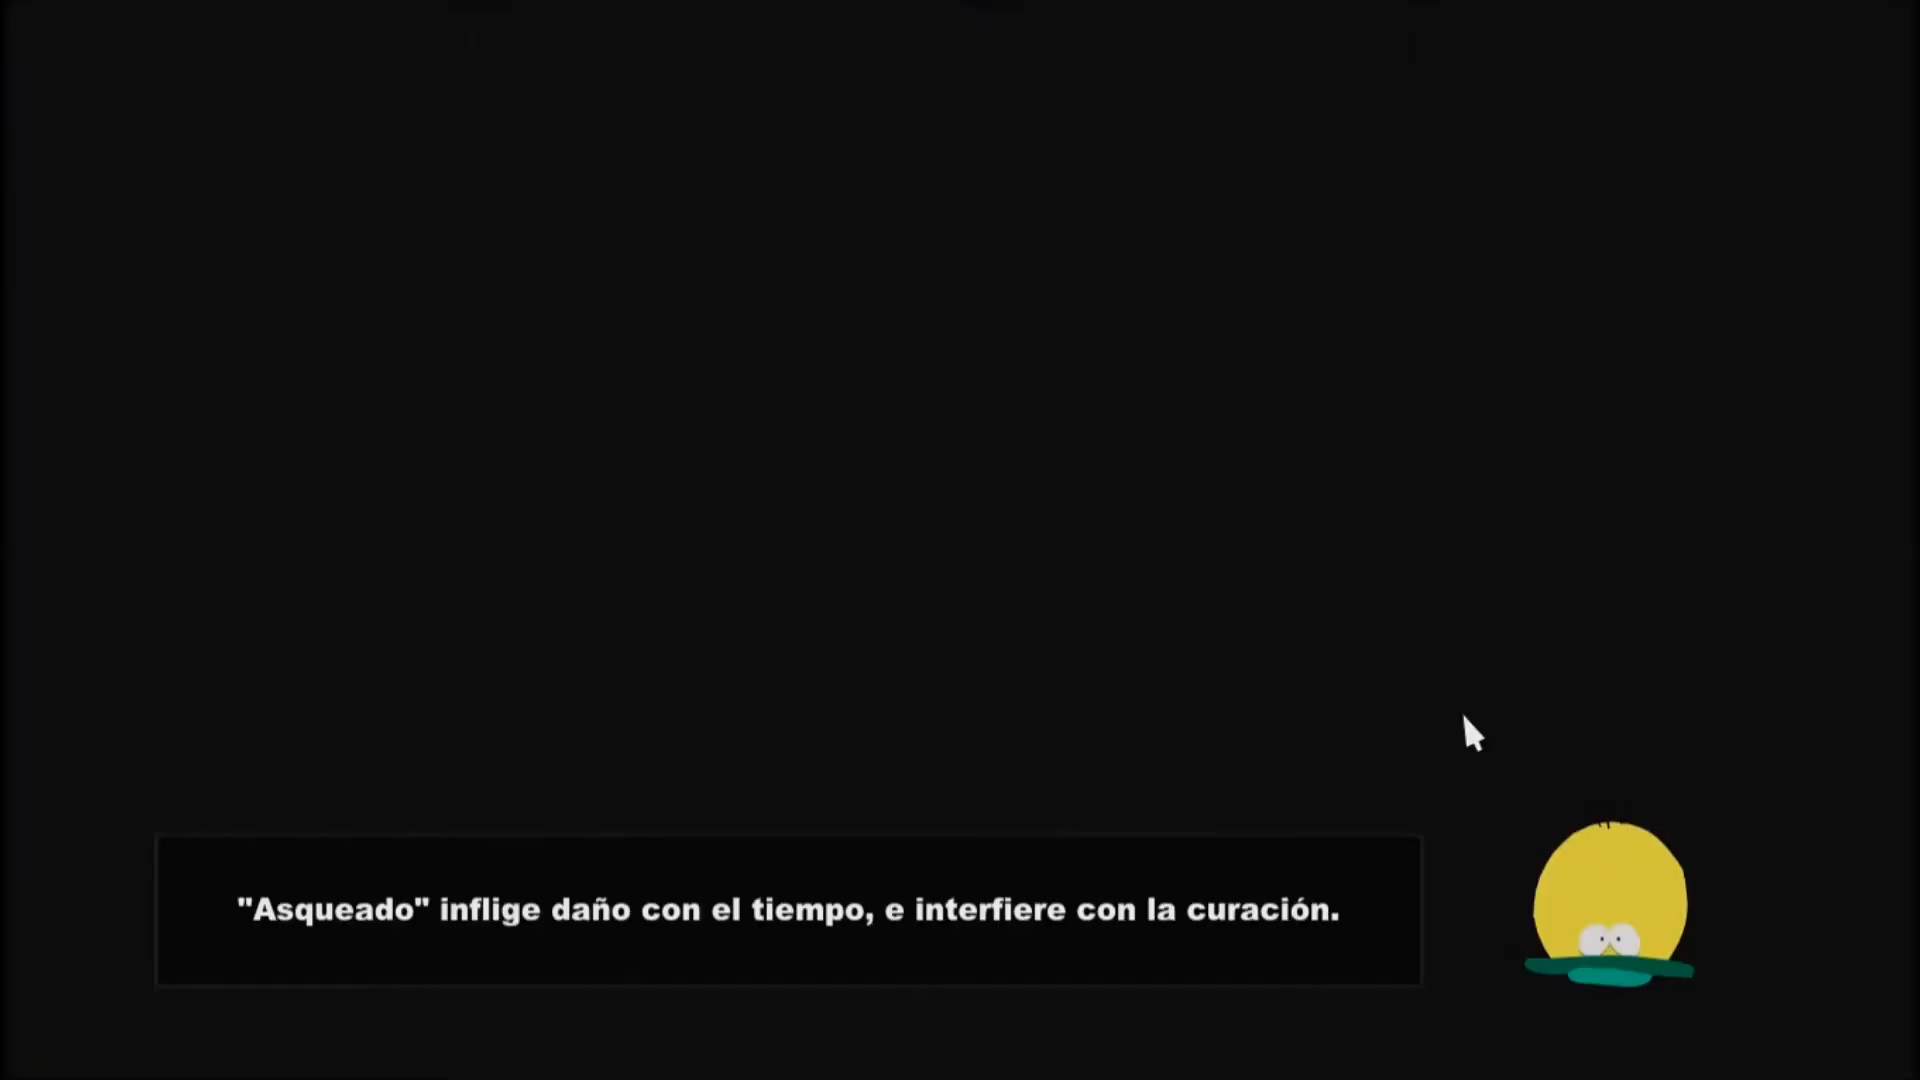 "Asqueado" inflige daño con el tiempo, e interfiere con la curación.